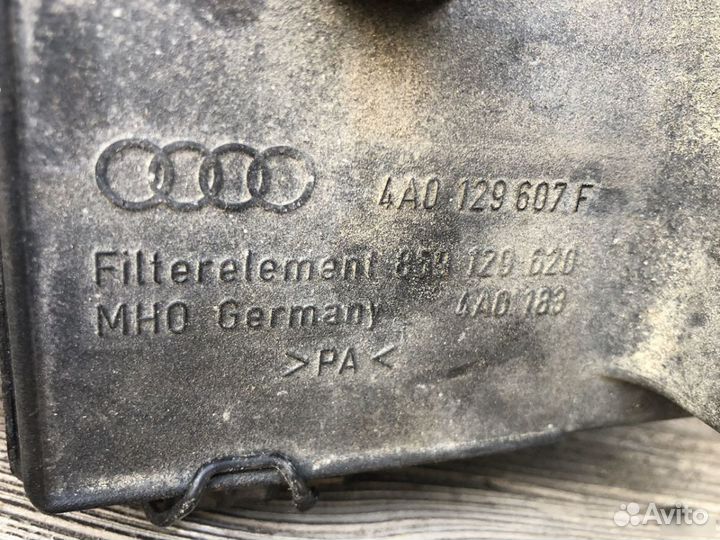 4A0 129 607 F
Filterelement 859 129 620
MHO Germany 4A0 183
>PA<
Avito